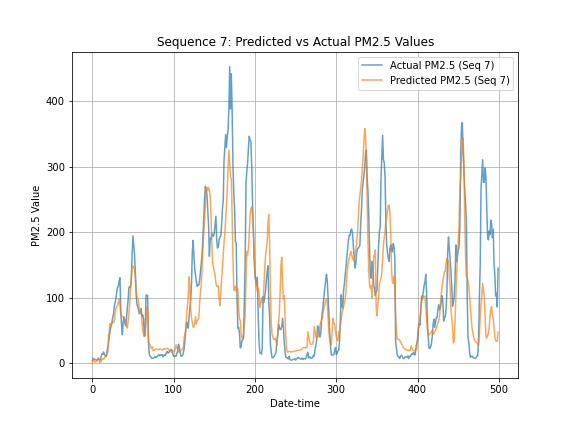 Sequence 7: Predicted vs Actual PM2.5 Values
Actual PM2.5 (Seq 7)
Predicted PM2.5 (Seq 7)
400
300
200
100
0
PM2.5 Value
0
100
200
300
400
500
Date-time